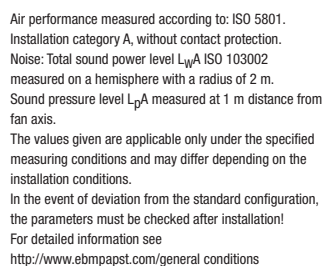 Air performance measured according to: ISO 5801.
Installation category A, without contact protection.
Noise: Total sound power level LWA ISO 103002
measured on a hemisphere with a radius of 2 m.
Sound pressure level LpA measured at 1 m distance from
fan axis.
The values given are applicable only under the specified
measuring conditions and may differ depending on the
installation conditions.
In the event of deviation from the standard configuration,
the parameters must be checked after installation!
For detailed information see
http://www.ebmpapst.com/general conditions